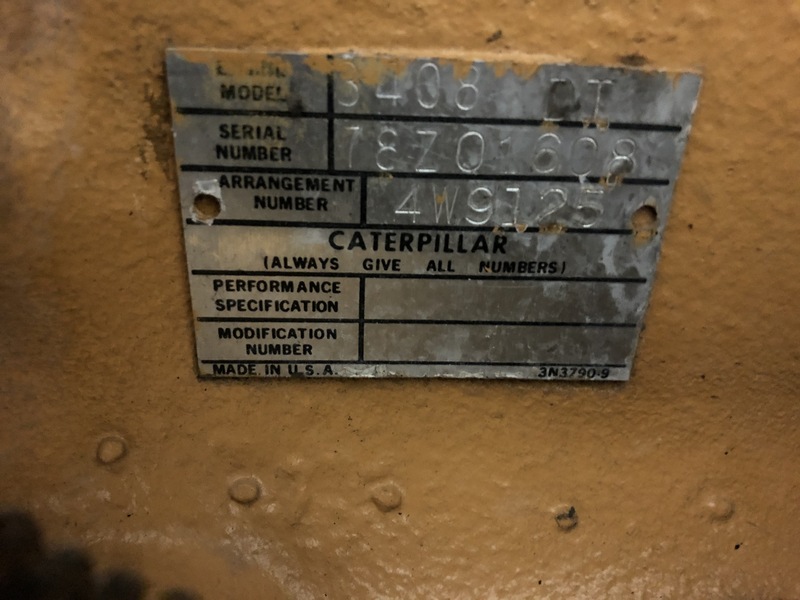 MODEL 3408 DI
SERIAL NUMBER 78Z01608
ARRANGEMENT NUMBER 4W9125
CATERPILLAR
(ALWAYS GIVE ALL NUMBERS)
PERFORMANCE SPECIFICATION
MODIFICATION NUMBER
MADE IN U.S.A. 3N3790-9